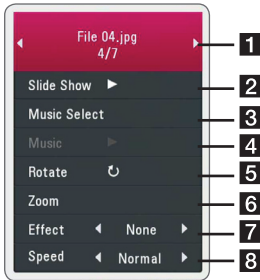 File 04.jpg
4/7
1
Slide Show
2
Music Select
3
Music
4
Rotate
5
Zoom
6
Effect None
7
Speed Normal
8